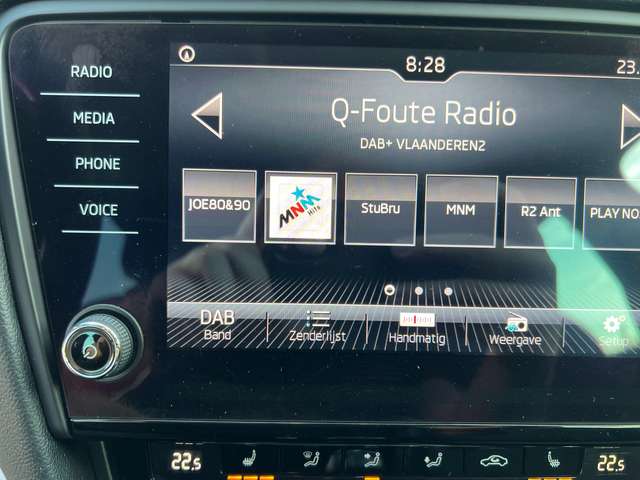 8:28
23.
RADIO
MEDIA
PHONE
VOICE
Q-Foute Radio
DAB+ VLAANDEREN2
JOE80&90
MNM
Hits
StuBru
MNM
R2 Ant
PLAY NO
DAB
Band
Zenderlijst
Handmatig
Weergave
Setup
22.5
22.5